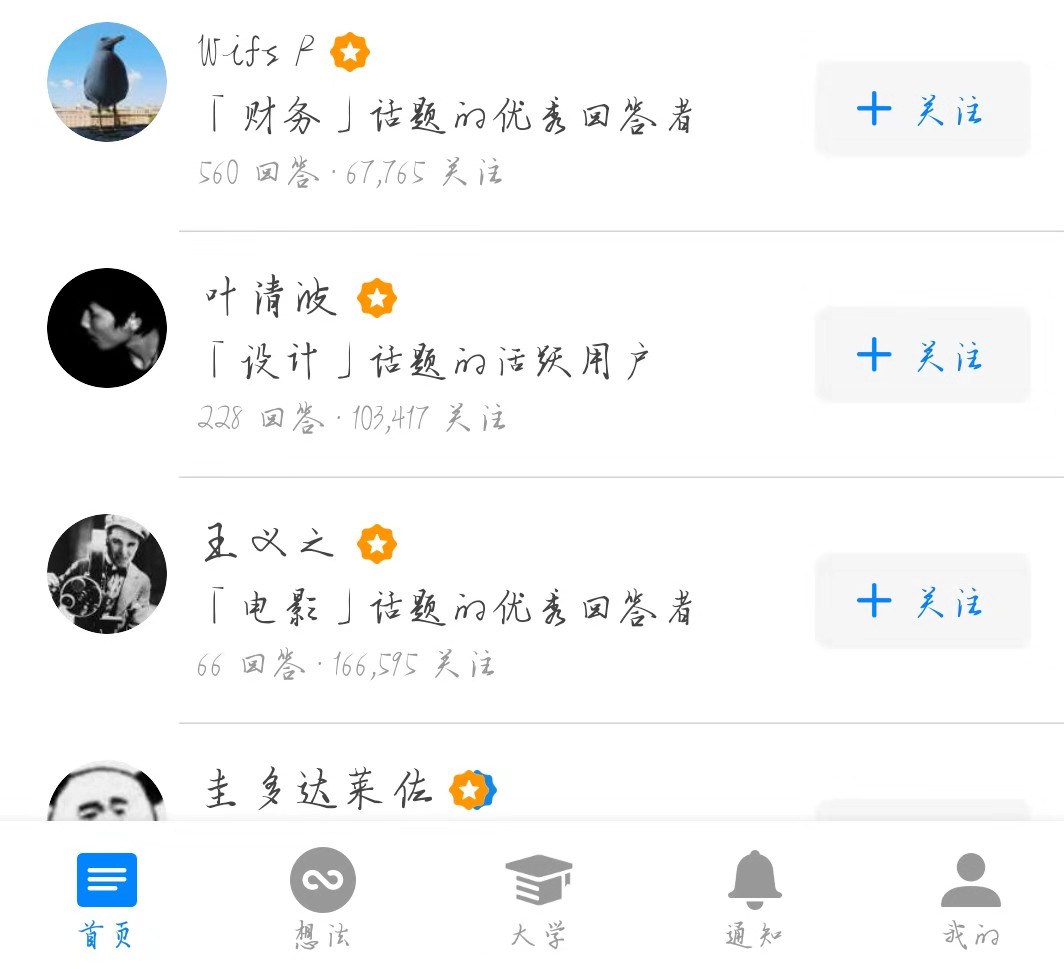 Wifs P
「财务」话题的优秀回答者
560 回答 · 67,765 关注
+ 关注
叶清波
「设计」话题的活跃用户
228 回答 · 103,417 关注
+ 关注
王义之
「电影」话题的优秀回答者
66 回答 · 166,595 关注
+ 关注
圭多达莱佐
首页
想法
大学
通知
我的